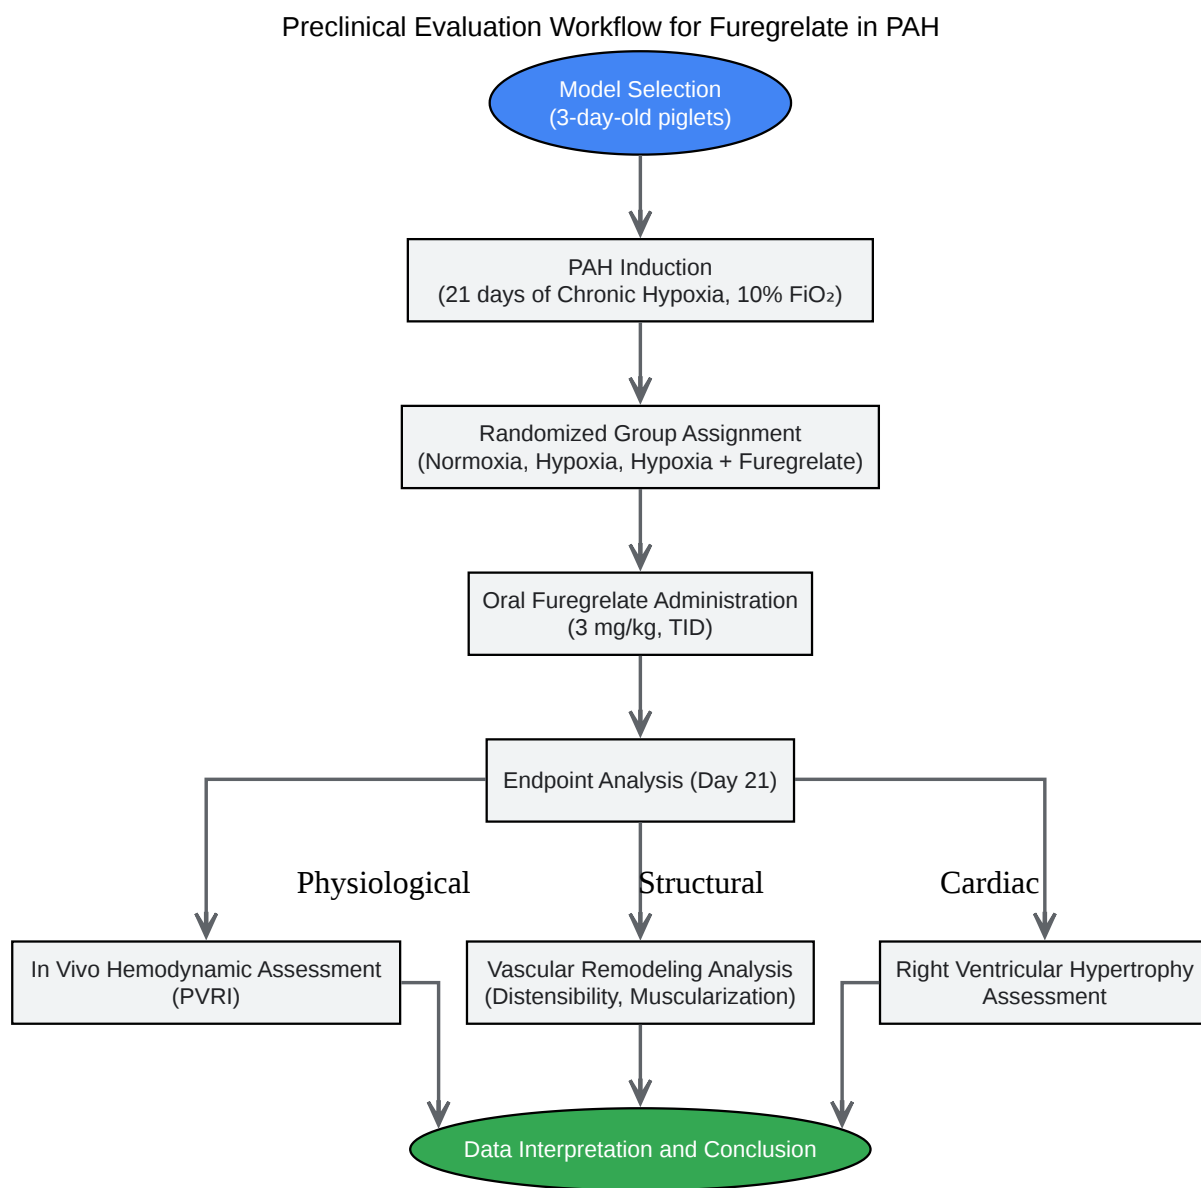 Preclinical Evaluation Workflow for Furegrelate in PAH
Model Selection
(3-day-old piglets)
PAH Induction
(21 days of Chronic Hypoxia, 10% FiO₂)
Randomized Group Assignment
(Normoxia, Hypoxia, Hypoxia + Furegrelate)
Oral Furegrelate Administration
(3 mg/kg, TID)
Endpoint Analysis (Day 21)
Physiological
Structural
Cardiac
In Vivo Hemodynamic Assessment
(PVRI)
Vascular Remodeling Analysis
(Distensibility, Muscularization)
Right Ventricular Hypertrophy
Assessment
Data Interpretation and Conclusion